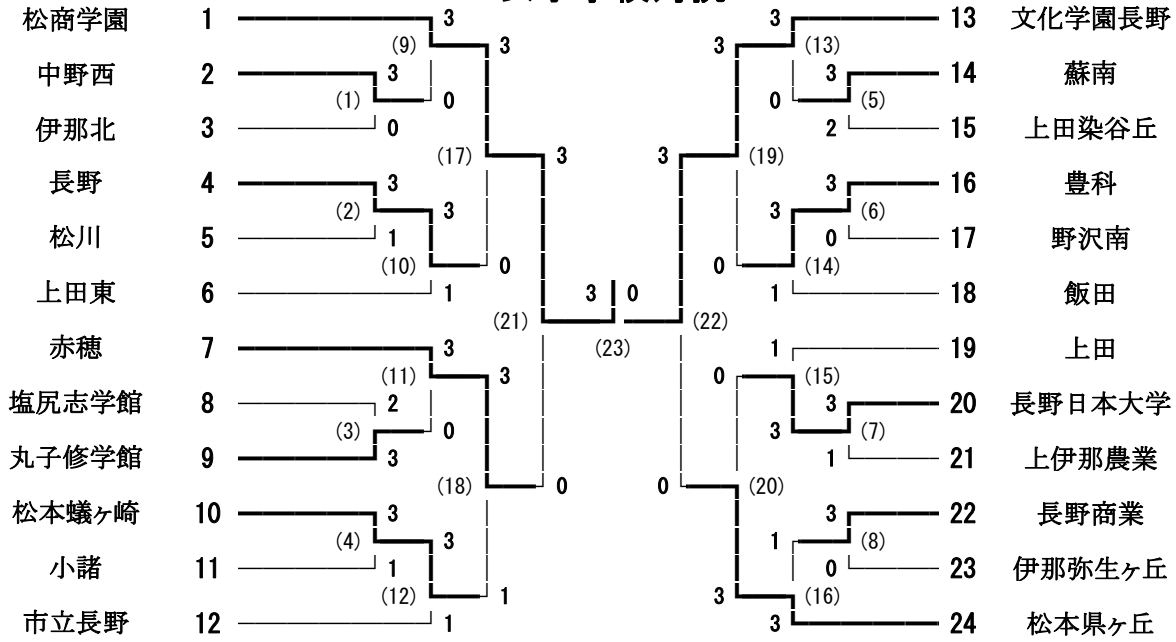 松商学園 1 3 3 13 文化学園長野
(9) 3 3 (13)
中野西 2 3 3 14 蘇南
(1) 0 0 (5)
伊那北 3 0 2 15 上田染谷丘
(17) 3 3 (19)
長野 4 3 3 16 豊科
(2) 3 3 (6)
松川 5 1 0 17 野沢南
(10) 0 0 (14)
上田東 6 1 3 0 1 18 飯田
(21) (23) (22)
赤穂 7 3 1 19 上田
(11) 3 0 (15)
塩尻志学館 8 2 3 20 長野日本大学
(3) 0 3 (7)
丸子修学館 9 3 1 21 上伊那農業
(18) 0 0 (20)
松本蟻ヶ崎 10 3 3 22 長野商業
(4) 3 1 (8)
小諸 11 1 0 23 伊那弥生ヶ丘
(12) 1 3 (16)
市立長野 12 1 3 24 松本県ヶ丘